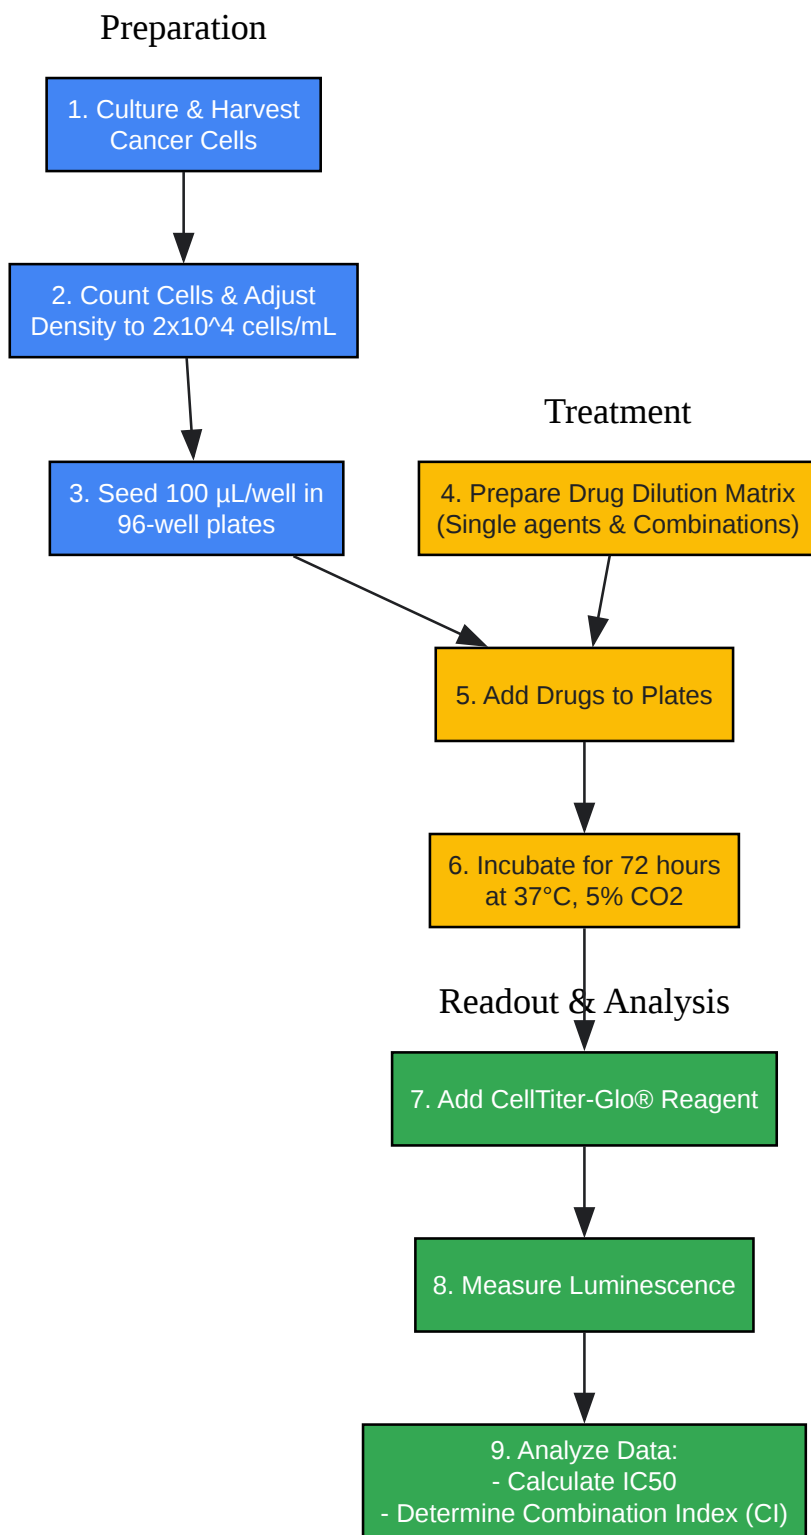 Preparation
1. Culture & Harvest
Cancer Cells
2. Count Cells & Adjust
Density to 2x10^4 cells/mL
Treatment
3. Seed 100 µL/well in
96-well plates
4. Prepare Drug Dilution Matrix
(Single agents & Combinations)
5. Add Drugs to Plates
6. Incubate for 72 hours
at 37°C, 5% CO2
Readout & Analysis
7. Add CellTiter-Glo® Reagent
8. Measure Luminescence
9. Analyze Data:
- Calculate IC50
- Determine Combination Index (CI)